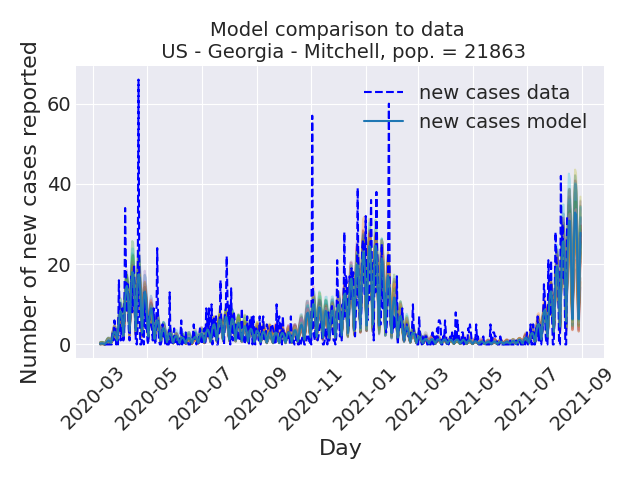 Model comparison to data
US - Georgia - Mitchell, pop. = 21863
Number of new cases reported
60
40
20
0
new cases data
new cases model
2020-03
2020-05
2020-07
2020-09
2020-11
2021-01
2021-03
2021-05
2021-07
2021-09
Day